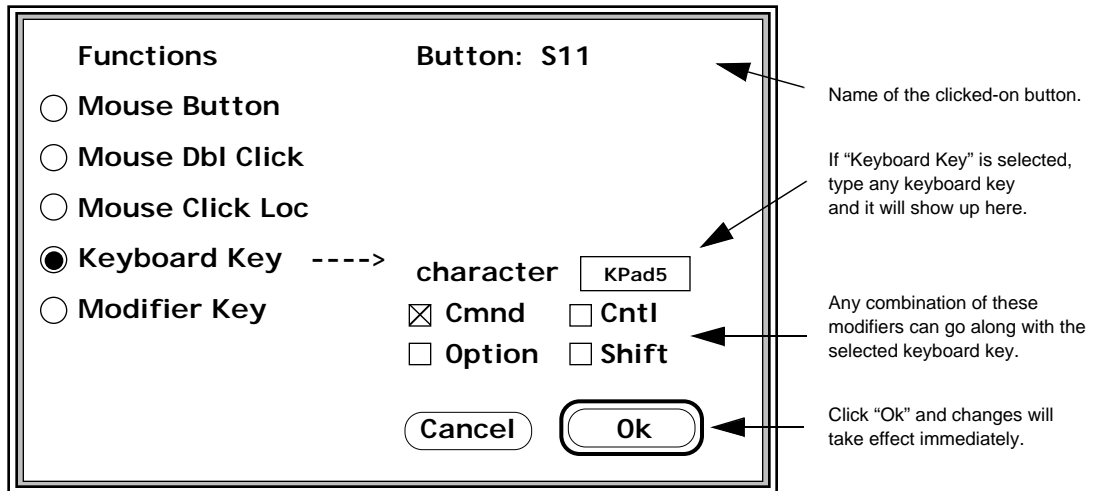 Functions
Button: S11
Mouse Button
Mouse Dbl Click
Mouse Click Loc
Keyboard Key ---->
character KPad5
Modifier Key
Cmnd Cntl
Option Shift
Cancel Ok
Name of the clicked-on button.
If “Keyboard Key” is selected,
type any keyboard key
and it will show up here.
Any combination of these
modifiers can go along with the
selected keyboard key.
Click “Ok” and changes will
take effect immediately.